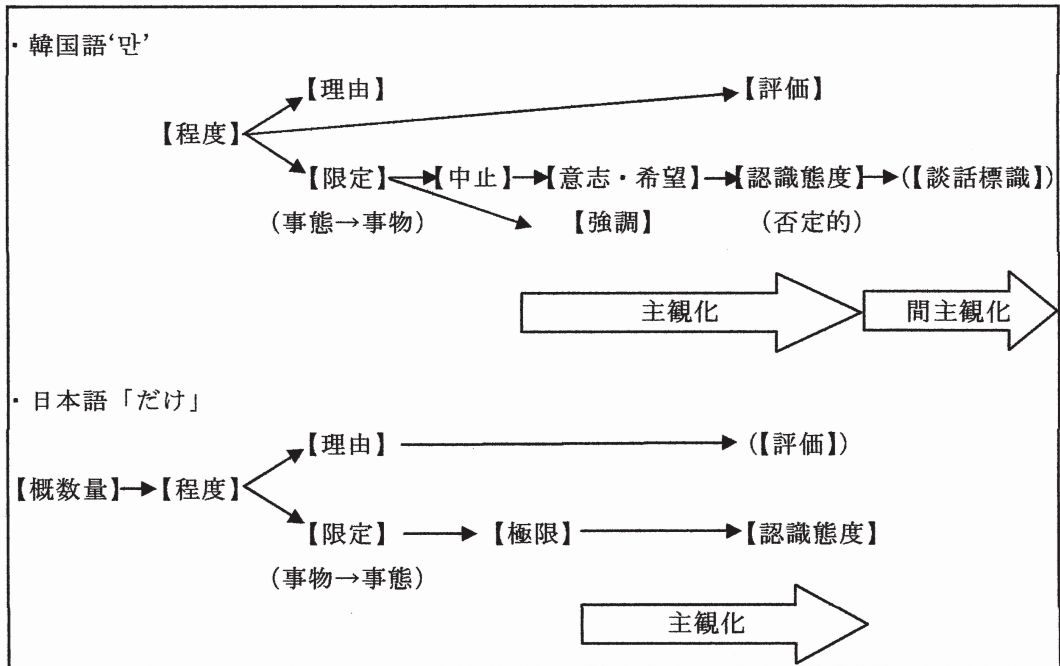 ・韓国語‘만’
【理由】 【評価】
【程度】
【限定】 【中止】 【意志・希望】 【認識態度】 (【談話標識】)
(事態→事物) 【強調】 (否定的)
主観化 間主観化
・日本語「だけ」
【理由】 (【評価】)
【概数量】 【程度】
【限定】 【極限】 【認識態度】
(事物→事態)
主観化